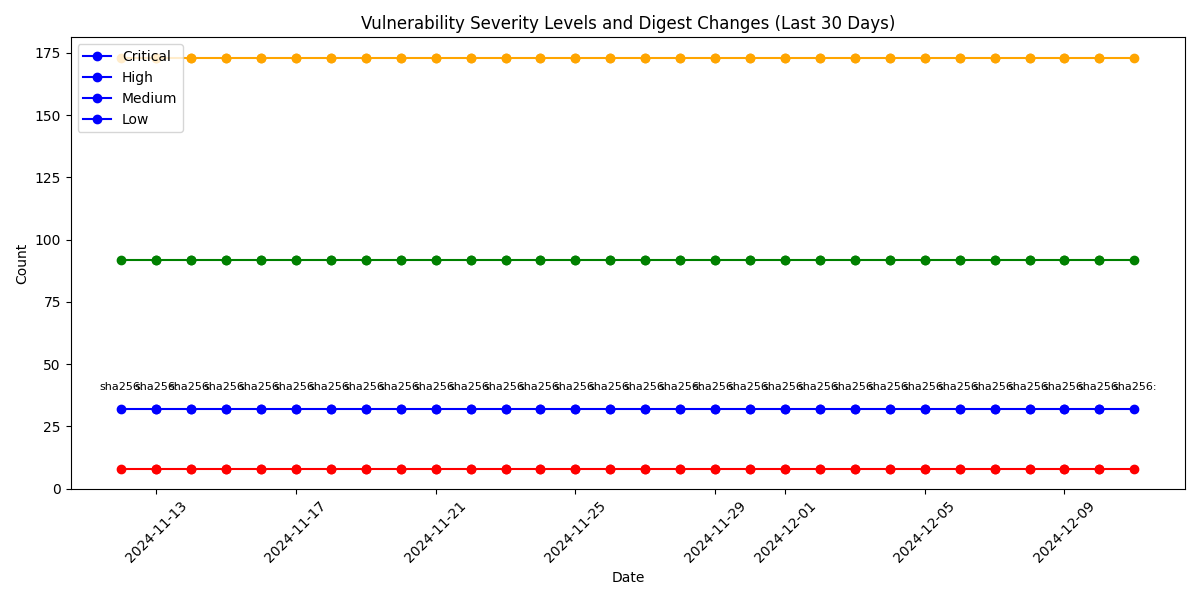 Vulnerability Severity Levels and Digest Changes (Last 30 Days)
Critical
High
Medium
Low
175
150
125
100
75
50
25
0
Count
sha256: sha256: sha256: sha256: sha256: sha256: sha256: sha256: sha256: sha256: sha256: sha256: sha256: sha256: sha256: sha256: sha256: sha256: sha256: sha256: sha256: sha256: sha256: sha256: sha256: sha256: sha256: sha256: sha256: sha256:
2024-11-13
2024-11-17
2024-11-21
2024-11-25
2024-11-29
2024-12-01
2024-12-05
2024-12-09
Date